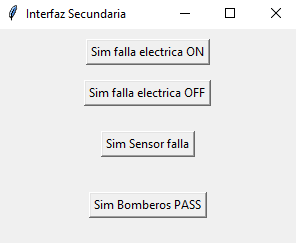 Interfaz Secundaria
Sim falla electrica ON
Sim falla electrica OFF
Sim Sensor falla
Sim Bomberos PASS